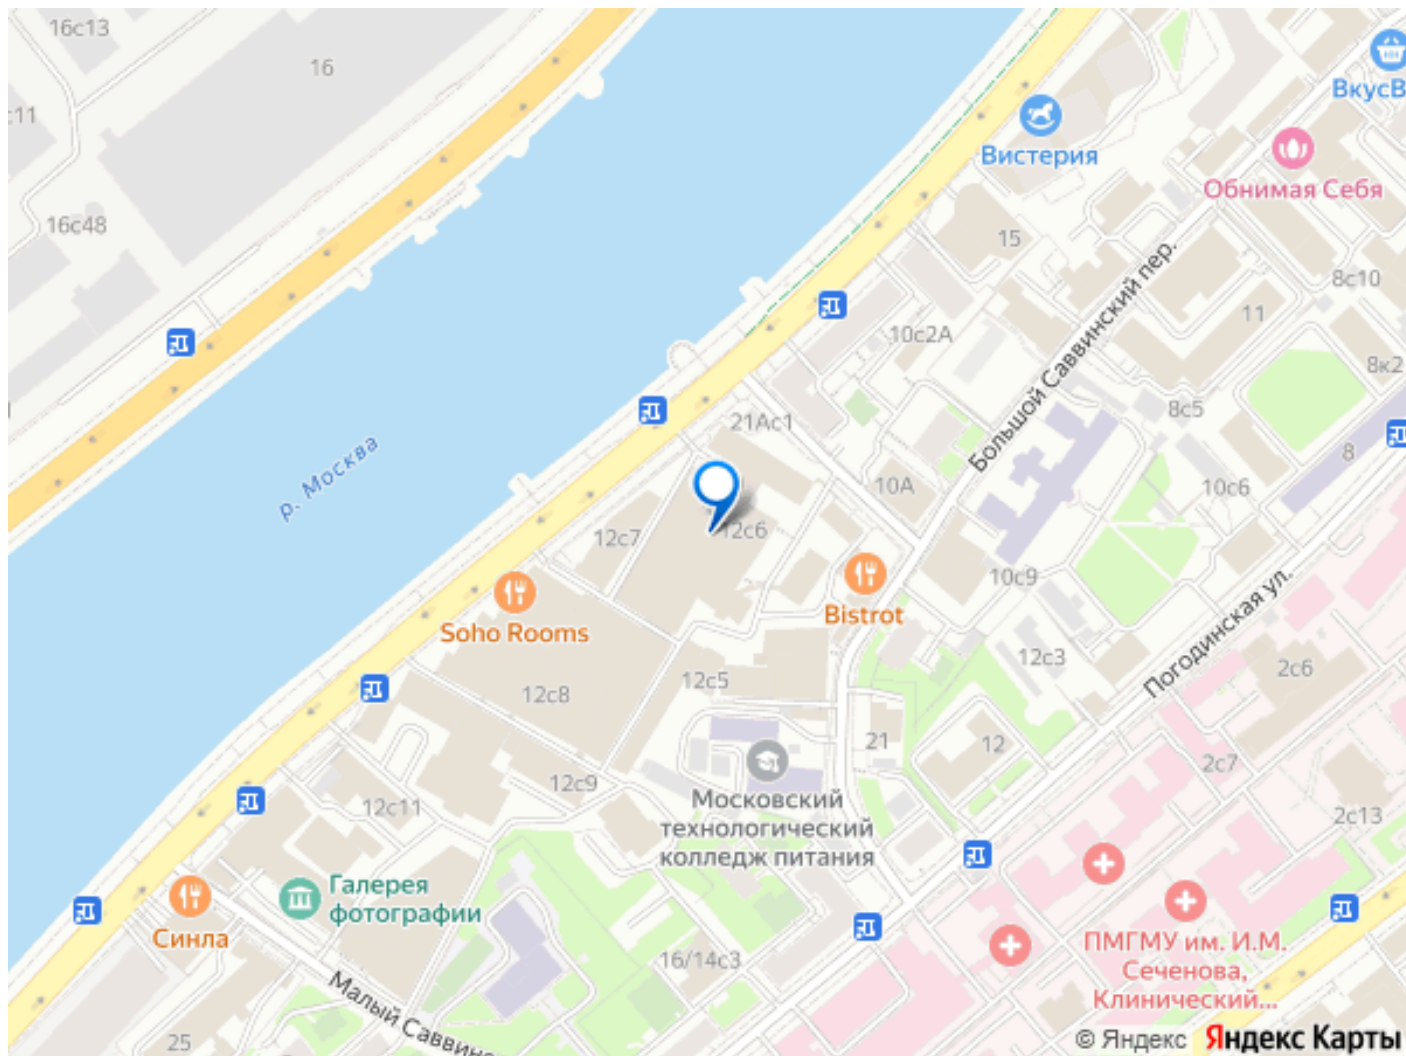 16с13
16
с11
16с48
ВкусВ
Вистерия
Обнимая Себя
15
8с10
11
10с2А
8к2
Большой Саввинский пер.
8с5
21Ас1
8
р. Москва
10А
10с6
12с7
12с6
10с9
Bistrot
Soho Rooms
Погодинская ул.
12с3
2с6
12с5
12с8
21
12
2с7
12с9
12с11
Московский
технологический
колледж питания
2с13
Галерея
фотографии
Синла
16/14с3
ПМГМУ им. И.М.
Сеченова,
Клинический...
Малый Саввинс
25
© Яндекс Яндекс Карты